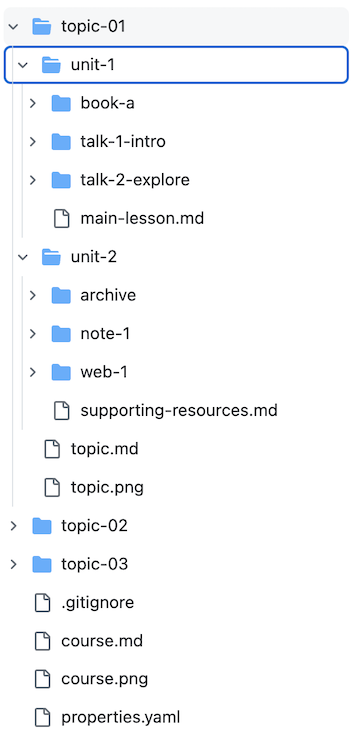 topic-01
unit-1
book-a
talk-1-intro
talk-2-explore
main-lesson.md
unit-2
archive
note-1
web-1
supporting-resources.md
topic.md
topic.png
topic-02
topic-03
.gitignore
course.md
course.png
properties.yaml